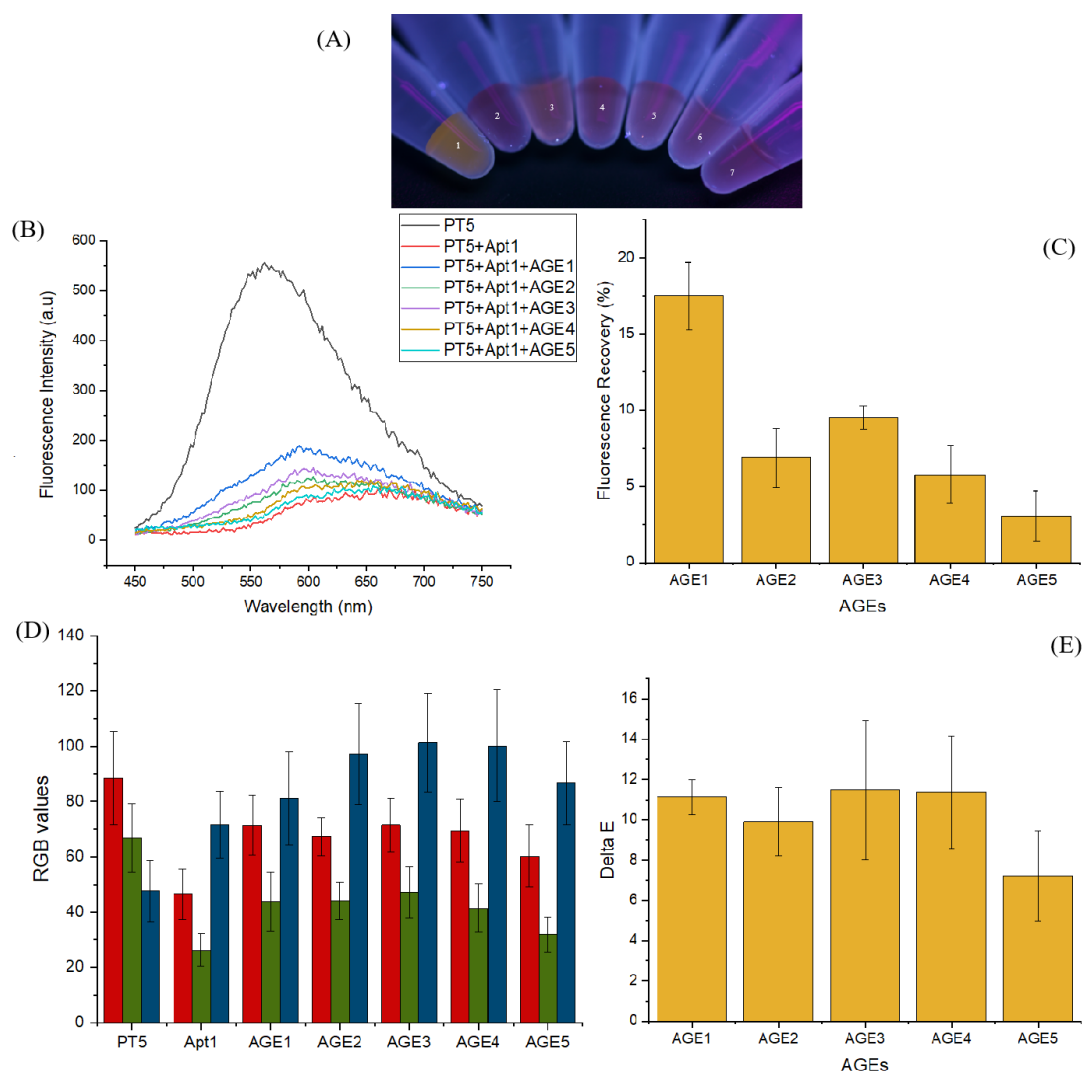 (A)
1
2
3
4
5
6
7
(B)
Fluorescence Intensity (a.u)
600
500
400
300
200
100
0
450 500 550 600 650 700 750
Wavelength (nm)
PT5
PT5+Apt1
PT5+Apt1+AGE1
PT5+Apt1+AGE2
PT5+Apt1+AGE3
PT5+Apt1+AGE4
PT5+Apt1+AGE5
(C)
Fluorescence Recovery (%)
20
15
10
5
0
AGE1 AGE2 AGE3 AGE4 AGE5
AGEs
(D)
RGB values
140
120
100
80
60
40
20
0
PT5 Apt1 AGE1 AGE2 AGE3 AGE4 AGE5
(E)
Delta E
16
14
12
10
8
6
4
2
0
AGE1 AGE2 AGE3 AGE4 AGE5
AGEs